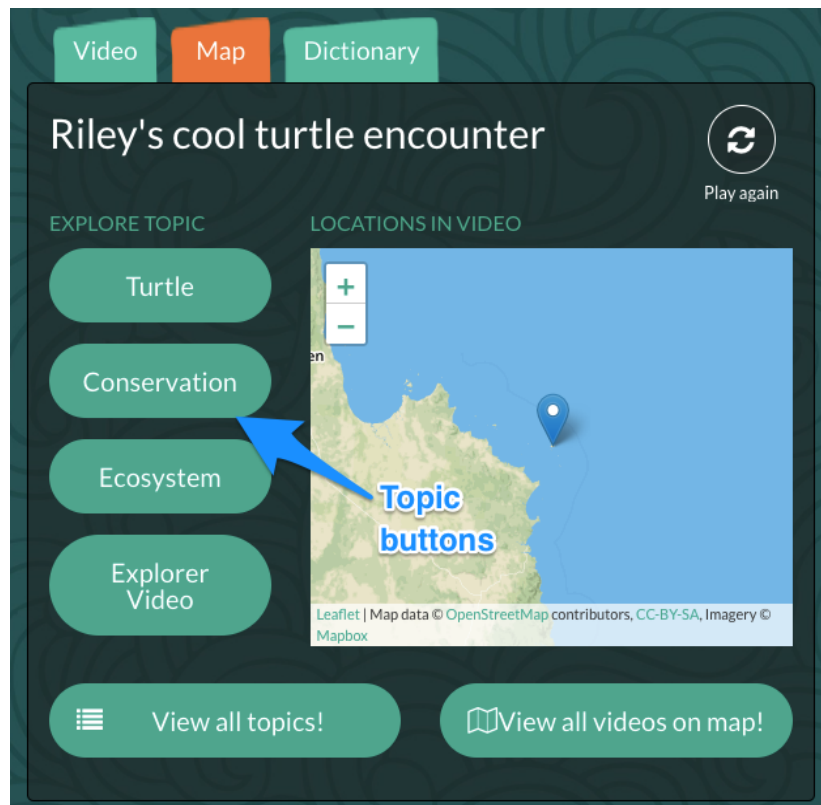 Video
Map
Dictionary
Riley's cool turtle encounter
Play again
EXPLORE TOPIC
Turtle
Conservation
Ecosystem
Explorer
Video
LOCATIONS IN VIDEO
+
−
en
Topic
buttons
Leaflet | Map data © OpenStreetMap contributors, CC-BY-SA, Imagery ©
Mapbox
View all topics!
View all videos on map!